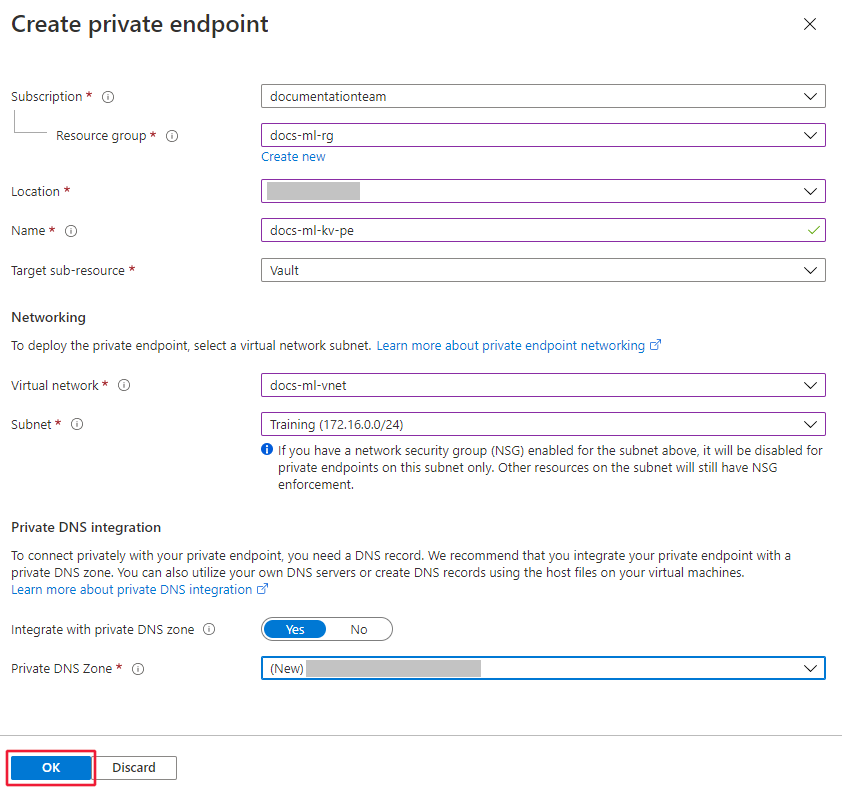 Create private endpoint
Subscription *
documentationteam
Resource group *
docs-ml-rg
Create new
Location *
Name *
docs-ml-kv-pe
Target sub-resource *
Vault
Networking
To deploy the private endpoint, select a virtual network subnet. Learn more about private endpoint networking
Virtual network *
docs-ml-vnet
Subnet *
Training (172.16.0.0/24)
If you have a network security group (NSG) enabled for the subnet above, it will be disabled for
private endpoints on this subnet only. Other resources on the subnet will still have NSG
enforcement.
Private DNS integration
To connect privately with your private endpoint, you need a DNS record. We recommend that you integrate your private endpoint with a
private DNS zone. You can also utilize your own DNS servers or create DNS records using the host files on your virtual machines.
Learn more about private DNS integration
Integrate with private DNS zone
Yes No
Private DNS Zone *
(New)
OK Discard